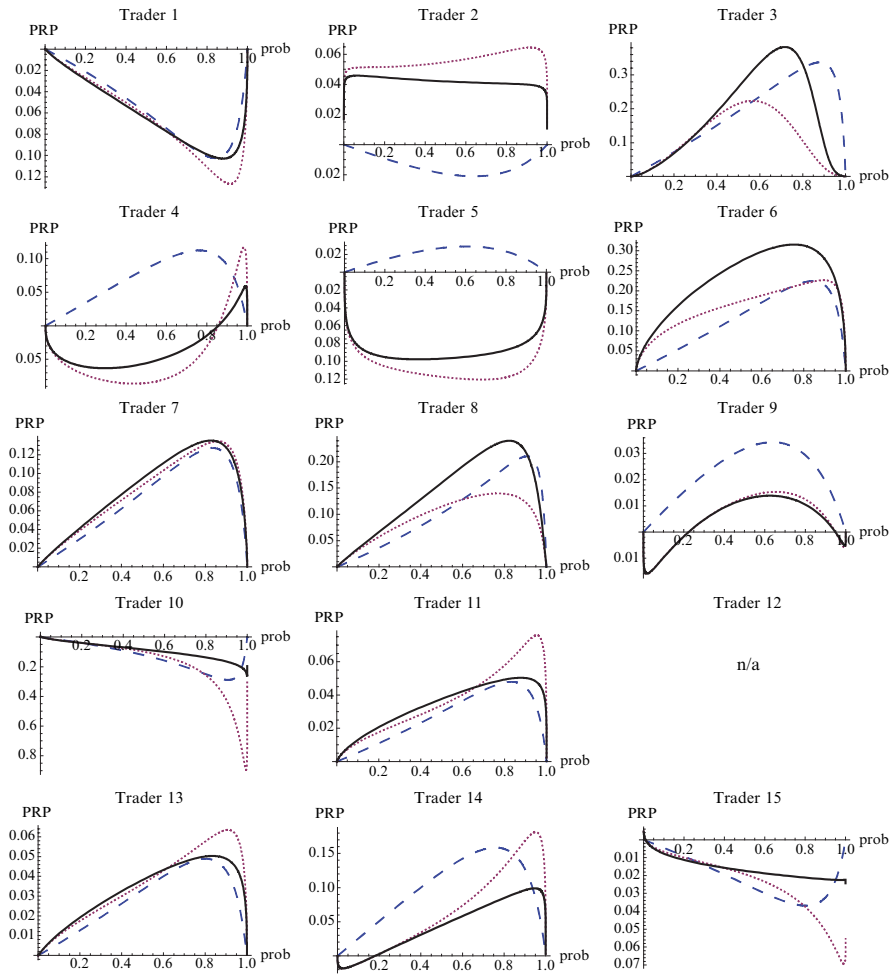 Trader 1
PRP
prob
0.2 0.4 0.6 0.8 1.0
0.02
0.04
0.06
0.08
0.10
0.12
Trader 2
PRP
0.06
0.04
0.02
prob
0.2 0.4 0.6 0.8 1.0
0.02
Trader 3
PRP
0.3
0.2
0.1
prob
0.2 0.4 0.6 0.8 1.0
Trader 4
PRP
0.10
0.05
prob
0.2 0.4 0.6 0.8 1.0
0.05
Trader 5
PRP
0.02
prob
0.2 0.4 0.6 0.8 1.0
0.02
0.04
0.06
0.08
0.10
0.12
Trader 6
PRP
0.30
0.25
0.20
0.15
0.10
0.05
prob
0.2 0.4 0.6 0.8 1.0
Trader 7
PRP
0.12
0.10
0.08
0.06
0.04
0.02
prob
0.2 0.4 0.6 0.8 1.0
Trader 8
PRP
0.20
0.15
0.10
0.05
prob
0.2 0.4 0.6 0.8 1.0
Trader 9
PRP
0.03
0.02
0.01
prob
0.2 0.4 0.6 0.8 1.0
0.01
Trader 10
PRP
prob
0.2 0.4 0.6 0.8 1.0
0.2
0.4
0.6
0.8
Trader 11
PRP
0.06
0.04
0.02
prob
0.2 0.4 0.6 0.8 1.0
Trader 12
n/a
Trader 13
PRP
0.06
0.05
0.04
0.03
0.02
0.01
prob
0.2 0.4 0.6 0.8 1.0
Trader 14
PRP
0.15
0.10
0.05
prob
0.2 0.4 0.6 0.8 1.0
Trader 15
PRP
prob
0.2 0.4 0.6 0.8 1.0
0.01
0.02
0.03
0.04
0.05
0.06
0.07